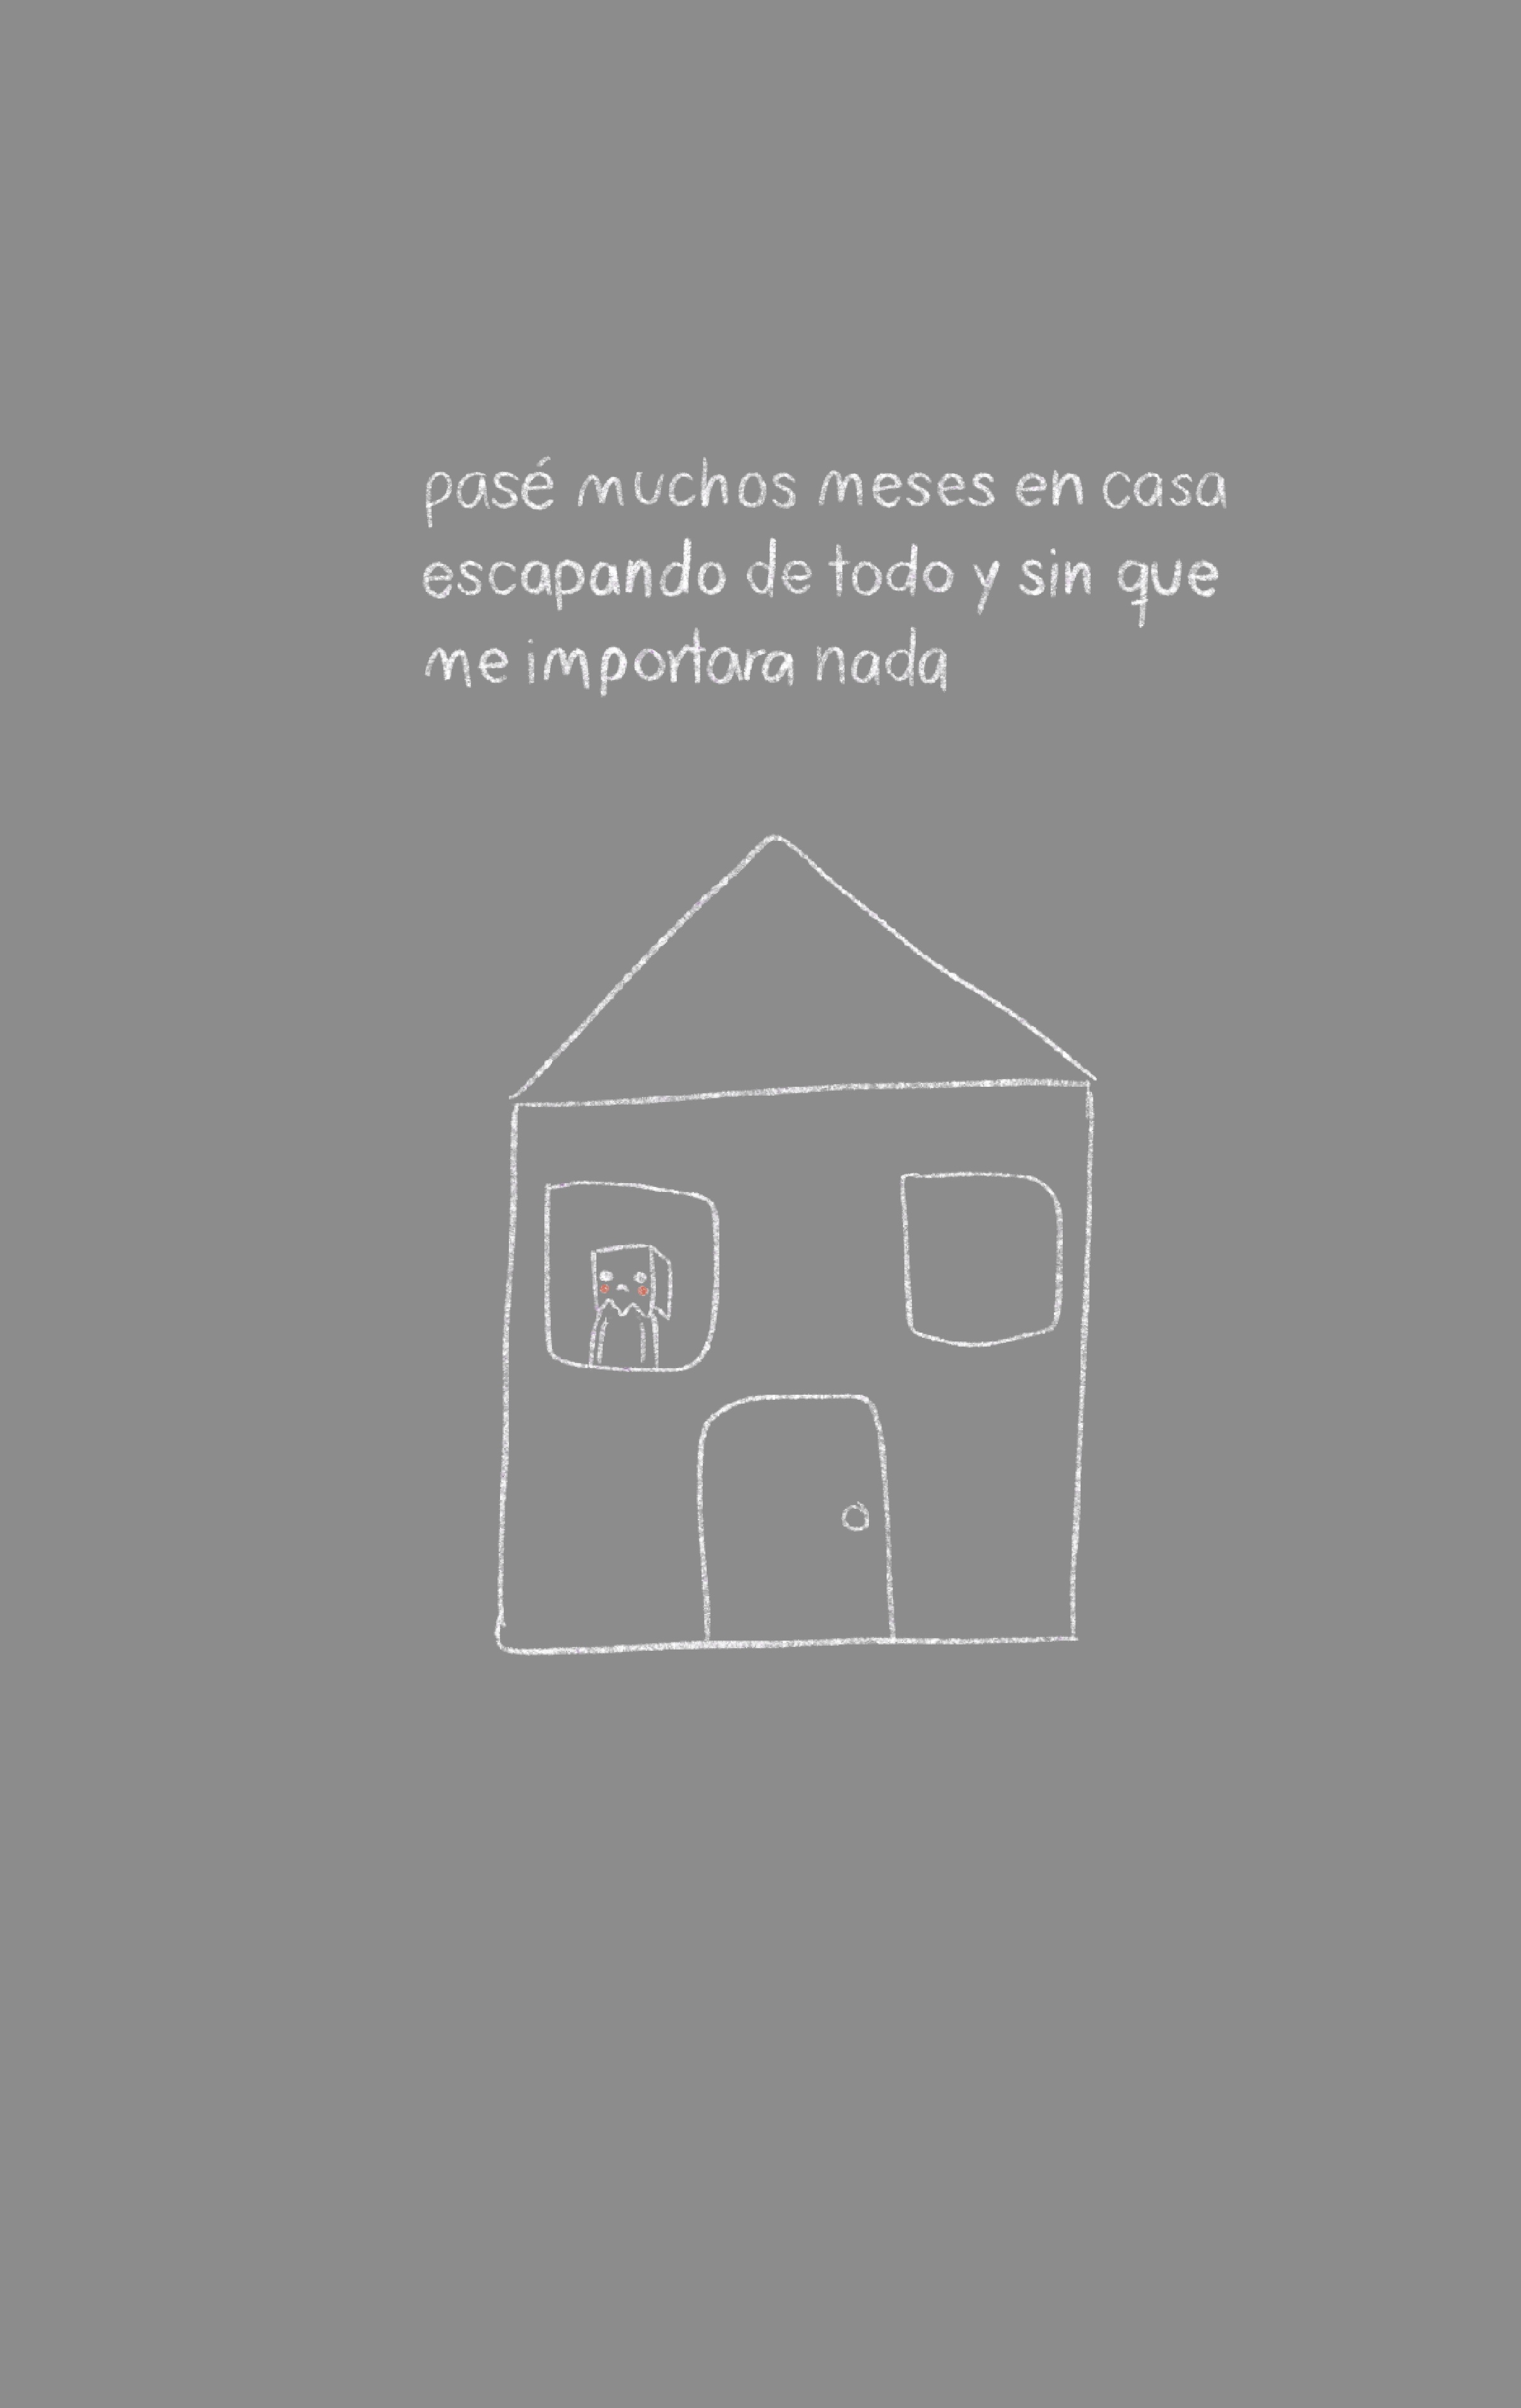 pasé muchos meses en casa
escapando de todo y sin que
me importara nada